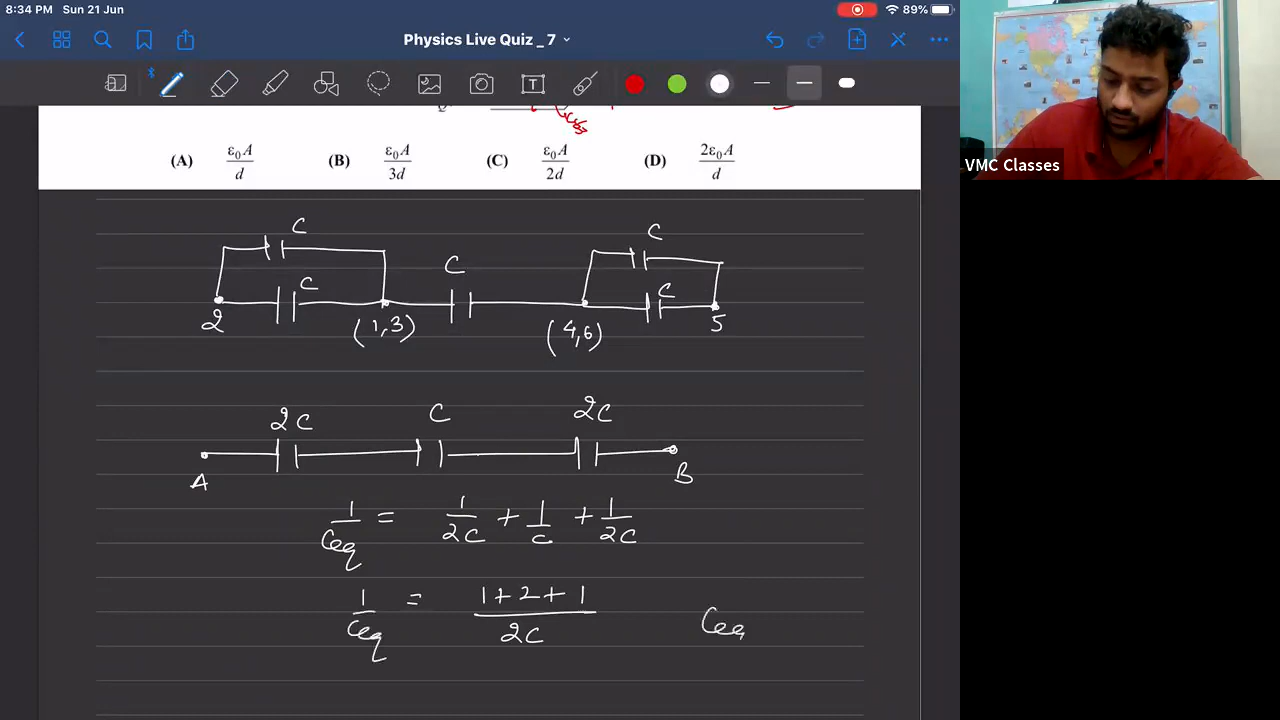 8:34 PM Sun 21 Jun
89%
Physics Live Quiz _ 7
T
(A) ε₀A/d (B) ε₀A/3d (C) ε₀A/2d (D) 2ε₀A/d
VMC Classes
C C
C C C
2 (1,3) (4,6) 5
2C C 2C
A B
1/Ceq = 1/2C + 1/C + 1/2C
1/Ceq = (1+2+1)/2C Ceq